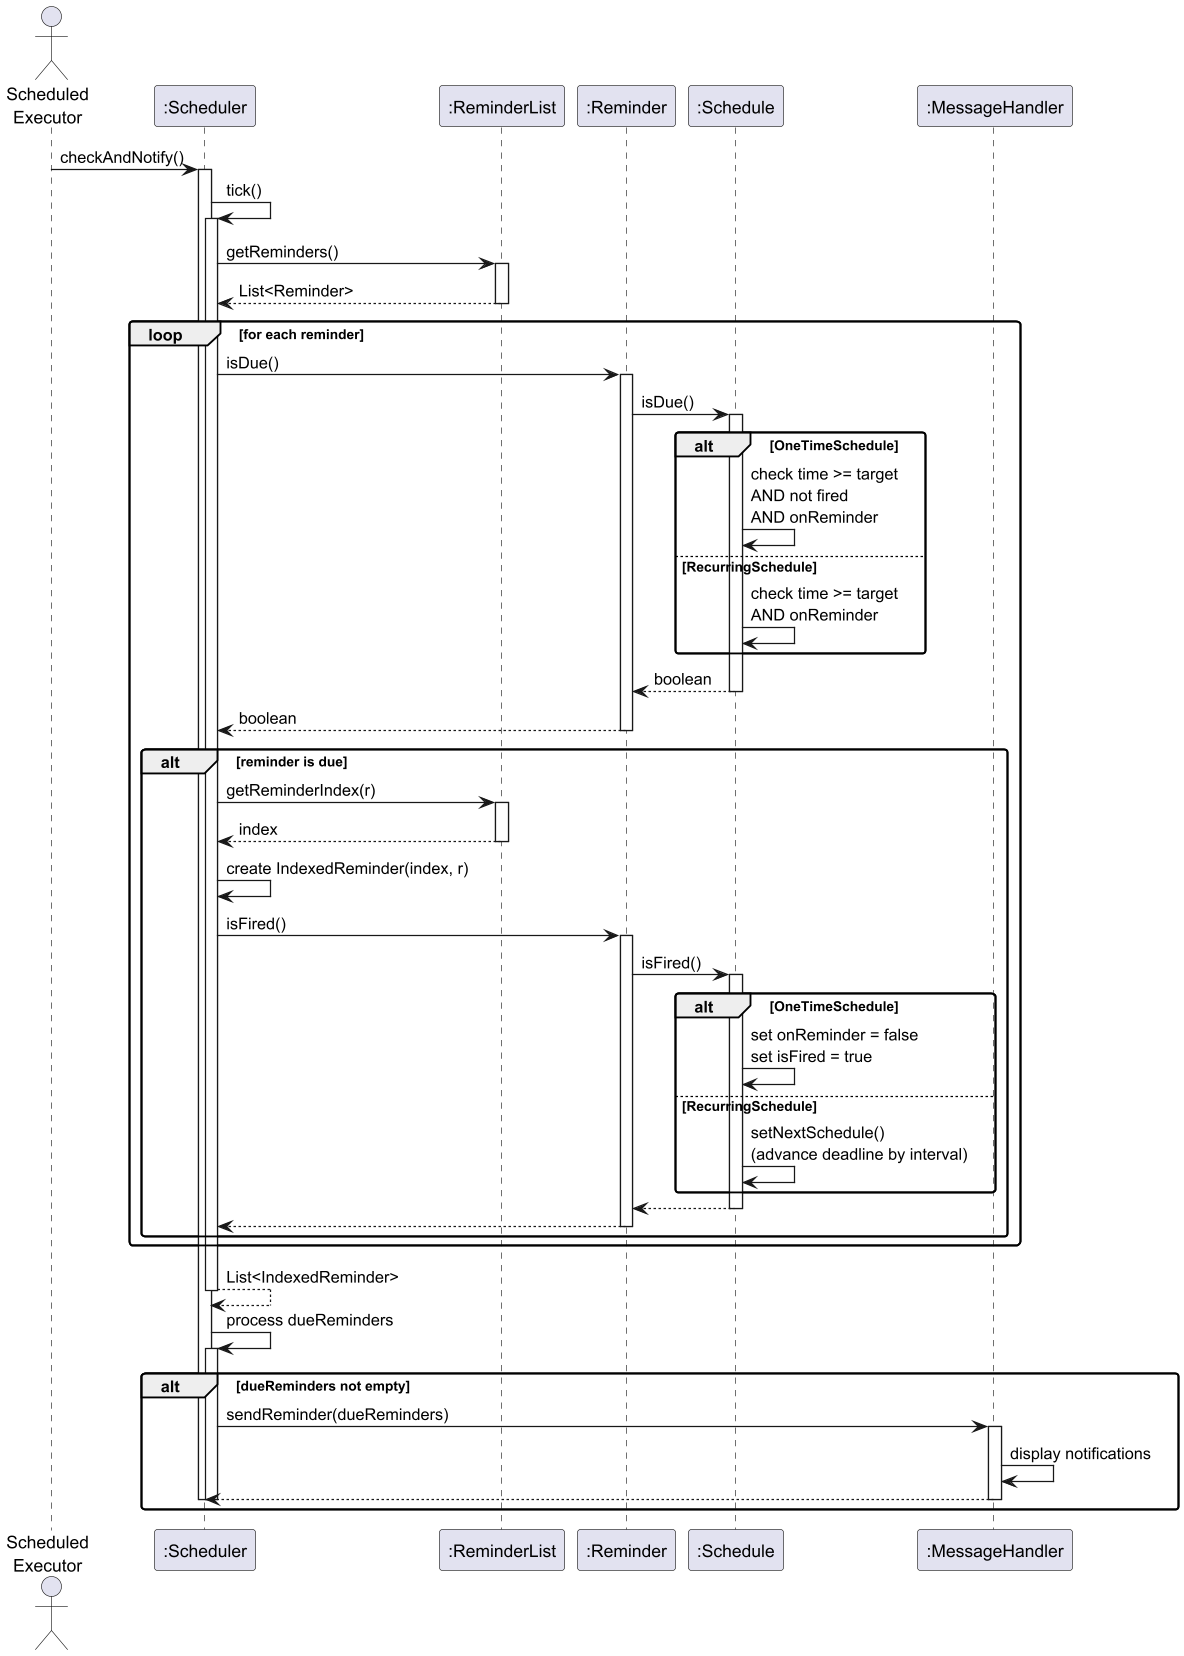 Scheduled
Executor
:Scheduler
:ReminderList
:Reminder
:Schedule
:MessageHandler
checkAndNotify()
tick()
getReminders()
List<Reminder>
loop
[for each reminder]
isDue()
isDue()
alt
[OneTimeSchedule]
check time >= target
AND not fired
AND onReminder
[RecurringSchedule]
check time >= target
AND onReminder
boolean
boolean
alt
[reminder is due]
getReminderIndex(r)
index
create IndexedReminder(index, r)
isFired()
isFired()
alt
[OneTimeSchedule]
set onReminder = false
set isFired = true
[RecurringSchedule]
setNextSchedule()
(advance deadline by interval)
List<IndexedReminder>
process dueReminders
alt
[dueReminders not empty]
sendReminder(dueReminders)
display notifications
Scheduled
Executor
:Scheduler
:ReminderList
:Reminder
:Schedule
:MessageHandler